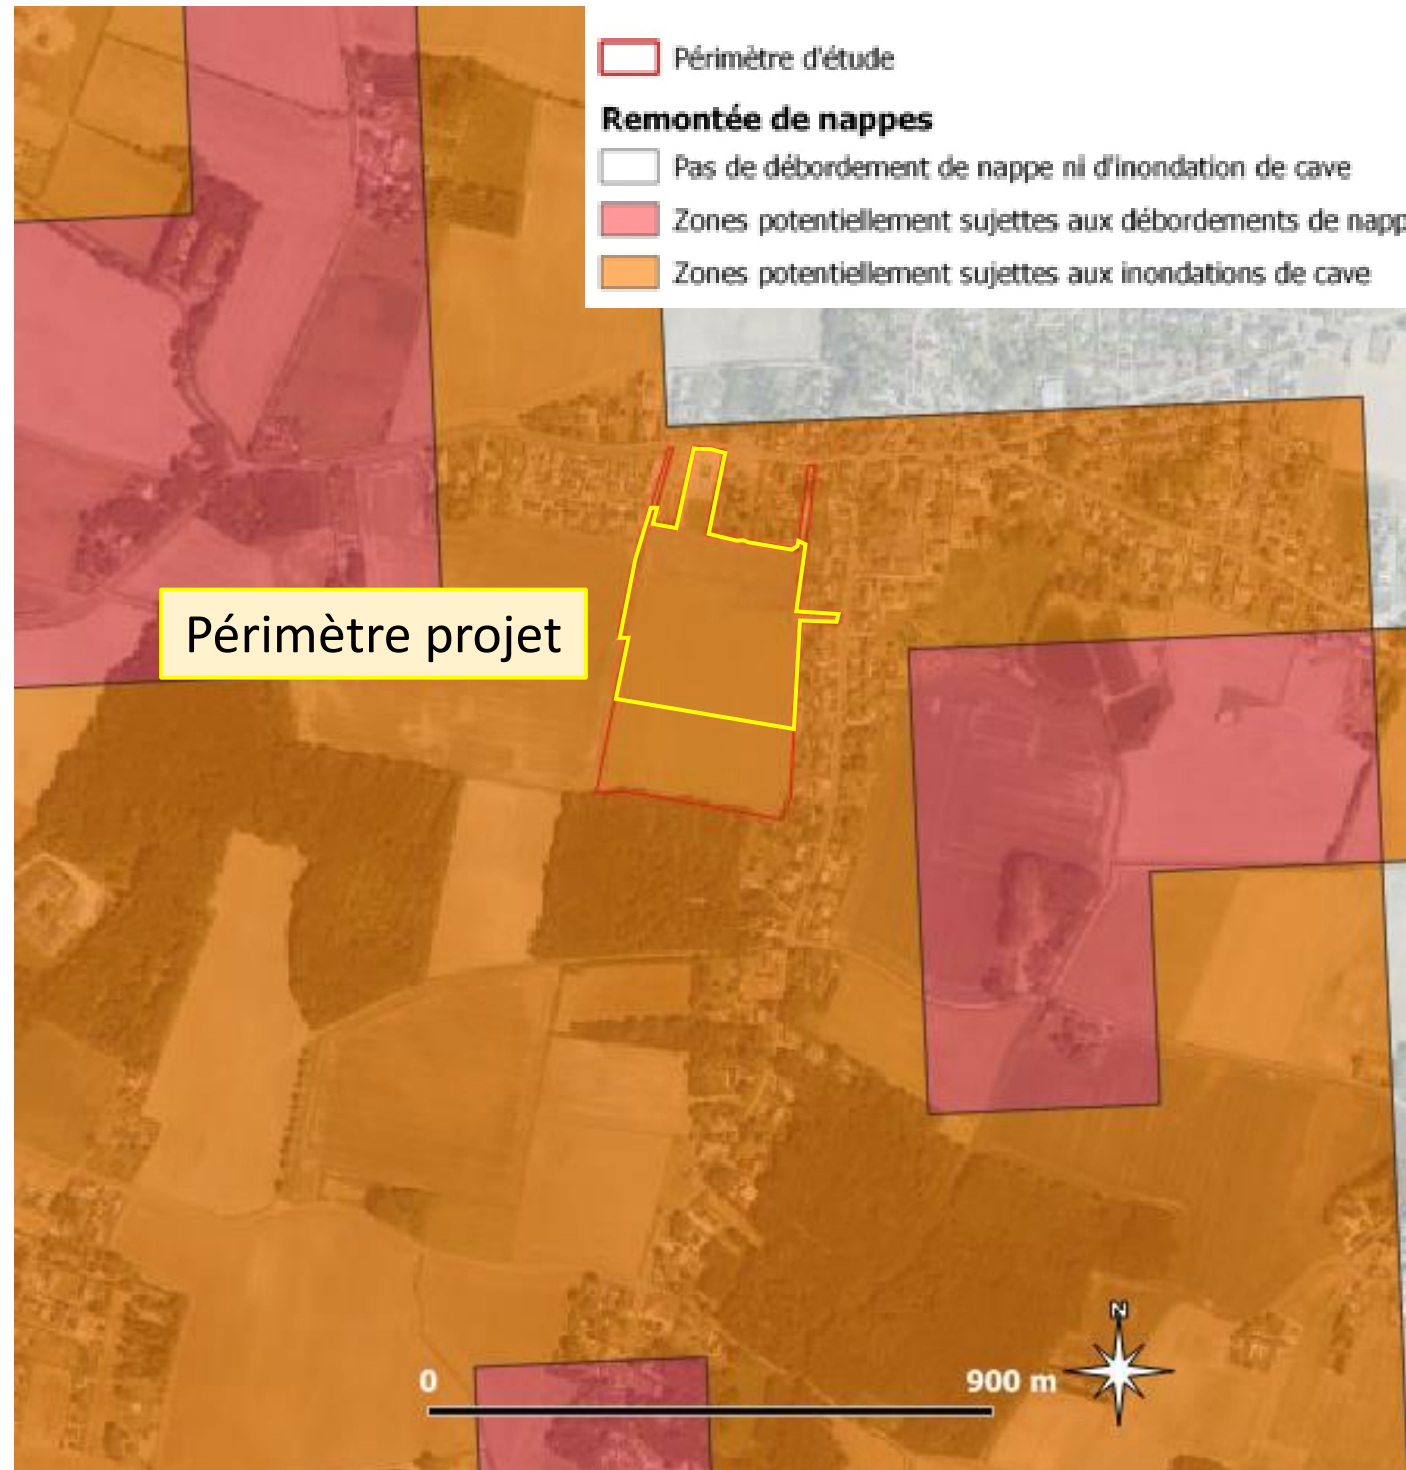 Périmètre d'étude
Remontée de nappes
Pas de débordement de nappe ni d'inondation de cave
Zones potentiellement sujettes aux débordements de napp
Zones potentiellement sujettes aux inondations de cave
Périmètre projet
N
0 900 m